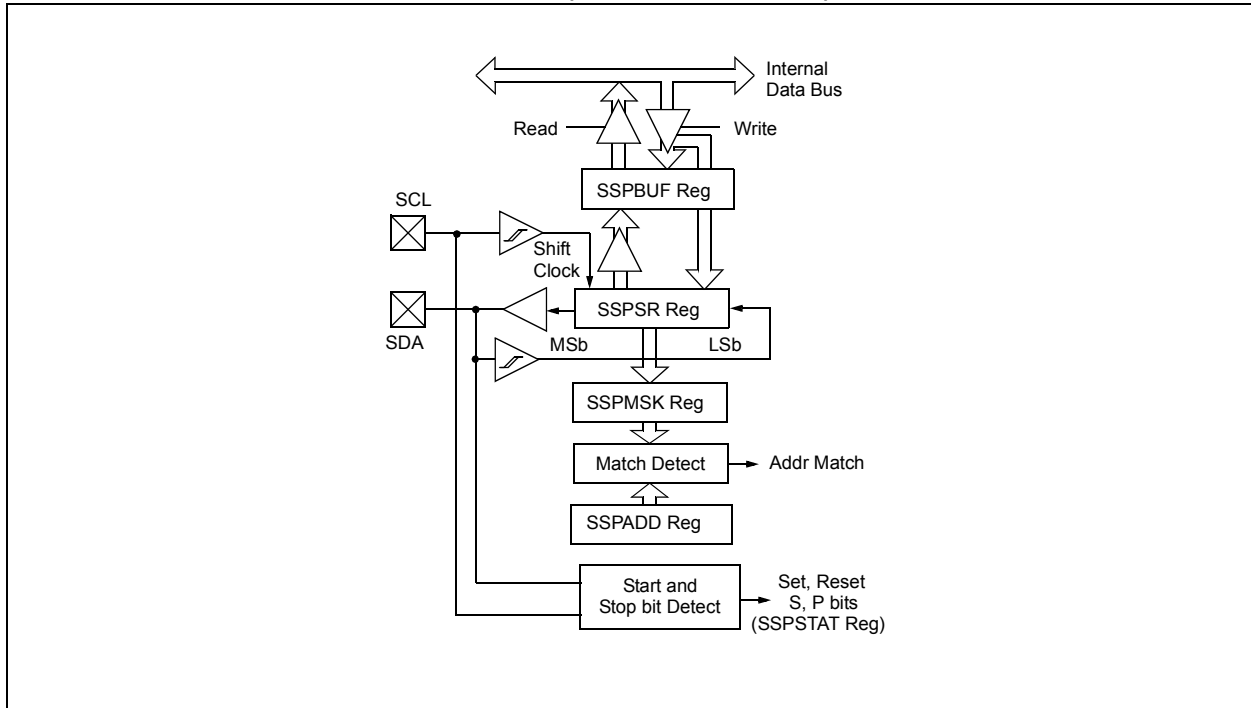 Internal
Data Bus
Read
Write
SSPBUF Reg
SCL
Shift
Clock
SSPSR Reg
SDA
MSb
LSb
SSPMSK Reg
Match Detect
Addr Match
SSPADD Reg
Start and
Stop bit Detect
Set, Reset
S, P bits
(SSPSTAT Reg)